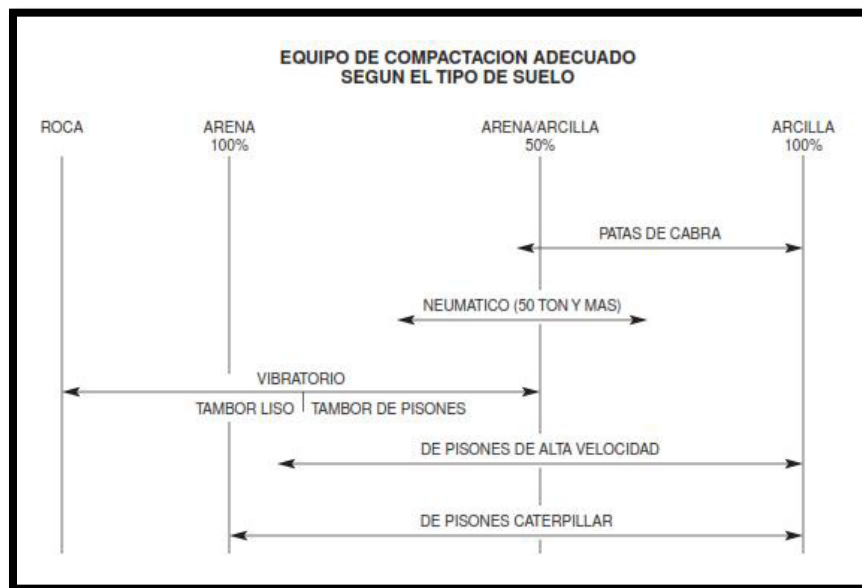 EQUIPO DE COMPACTACION ADECUADO
SEGUN EL TIPO DE SUELO
ROCA
ARENA
100%
ARENA/ARCILLA
50%
ARCILLA
100%
PATAS DE CABRA
NEUMATICO (50 TON Y MAS)
VIBRATORIO
TAMBOR LISO
TAMBOR DE PISONES
DE PISONES DE ALTA VELOCIDAD
DE PISONES CATERPILLAR